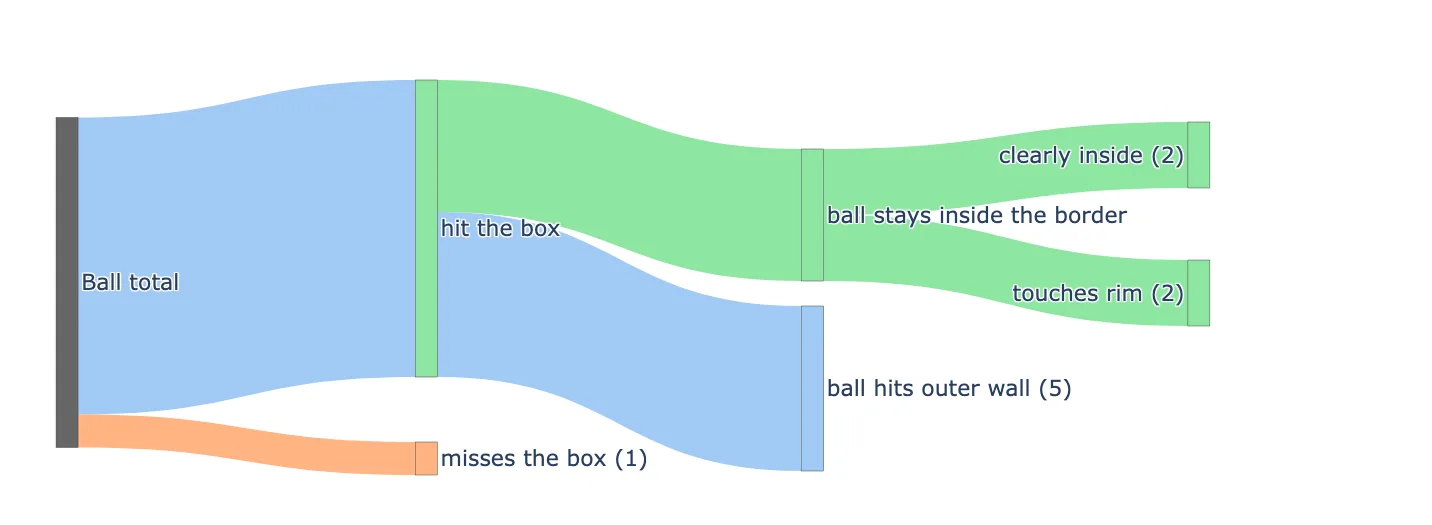 Ball total
hit the box
misses the box (1)
ball stays inside the border
ball hits outer wall (5)
clearly inside (2)
touches rim (2)